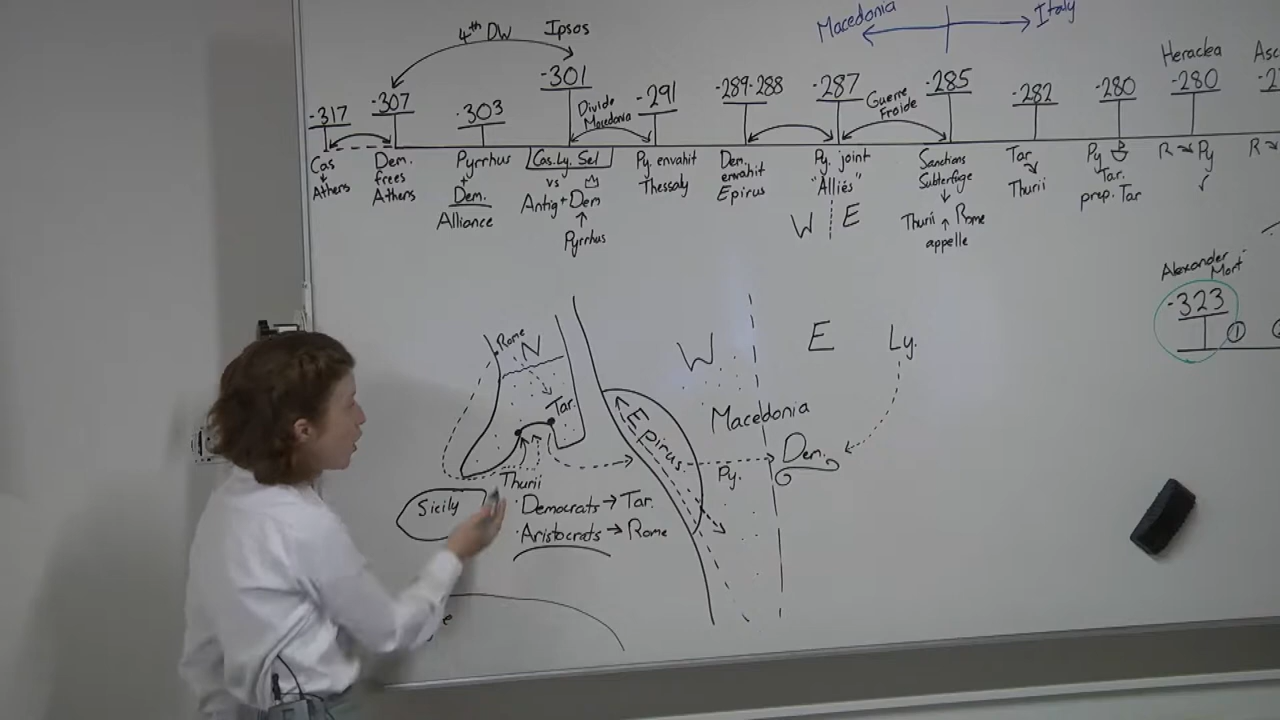 Macedonia
Italy
4th DW
Ipsos
-317
-307
-303
-301
Divide
Macedonia
-291
-289-288
-287
Guerre
Froide
-285
-282
-280
Heraclea
-280
Cas
Athens
Dem.
frees
Athens
Pyrrhus
+
Dem.
Alliance
Cas. Ly. Sel
vs
Antig + Dem
Pyrrhus
Py. envahit
Thessaly
Dem.
envahit
Epirus
Py. joint
"Alliés"
W E
Sanctions
Subterfuge
Thurii Rome
appelle
Tar
Thurii
Py
Tar.
prep. Tar
R Py
R
Alexander
Mort
-323
1
Rome
N
Tar.
Thurii
Sicily
· Democrats → Tar.
· Aristocrats → Rome
Epirus
W
E
Ly.
Macedonia
Dem.
Py.